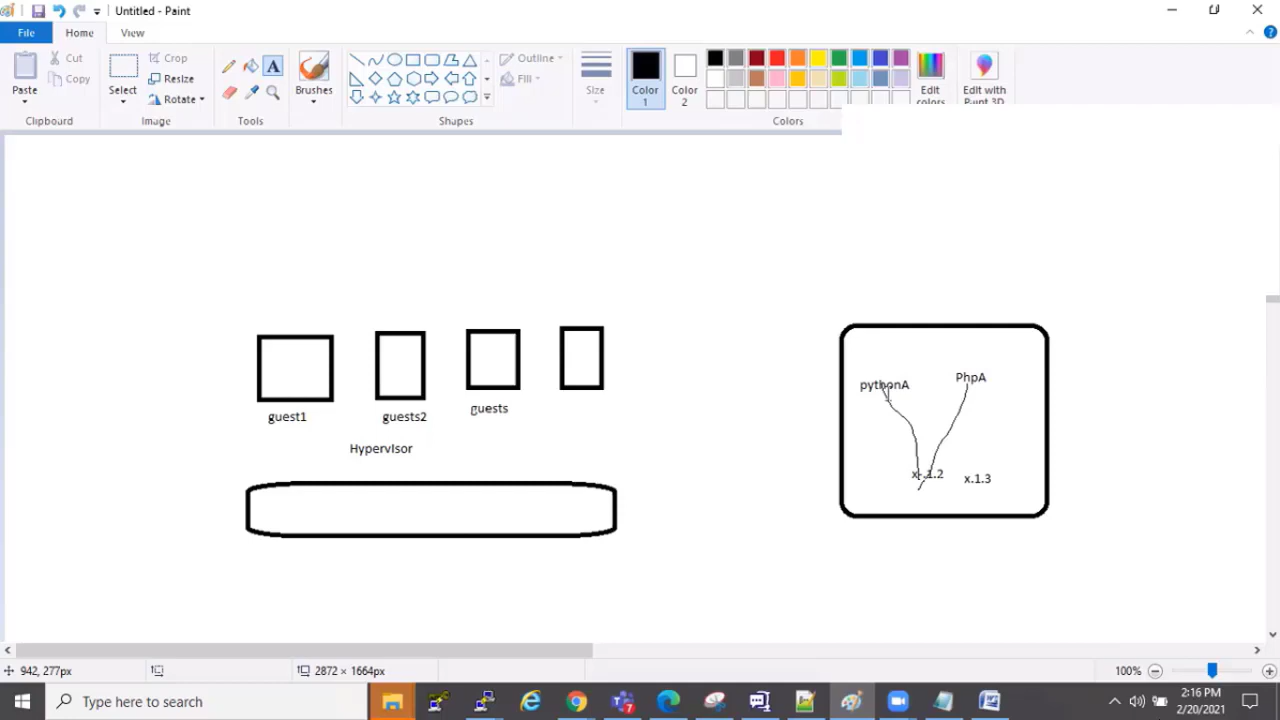 Untitled - Paint
File Home View
Paste
Cut
Copy
Clipboard
Select
Crop
Resize
Rotate
Image
Tools
Brushes
Shapes
Outline
Fill
Size
Color 1
Color 2
Edit colors
Edit with Paint 3D
Colors
pythonA PhpA
guest1 guests2 guests
HypervIsor
x-.1.2 x.1.3
942, 277px 2872 × 1664px 100%
Type here to search
2:16 PM
2/20/2021